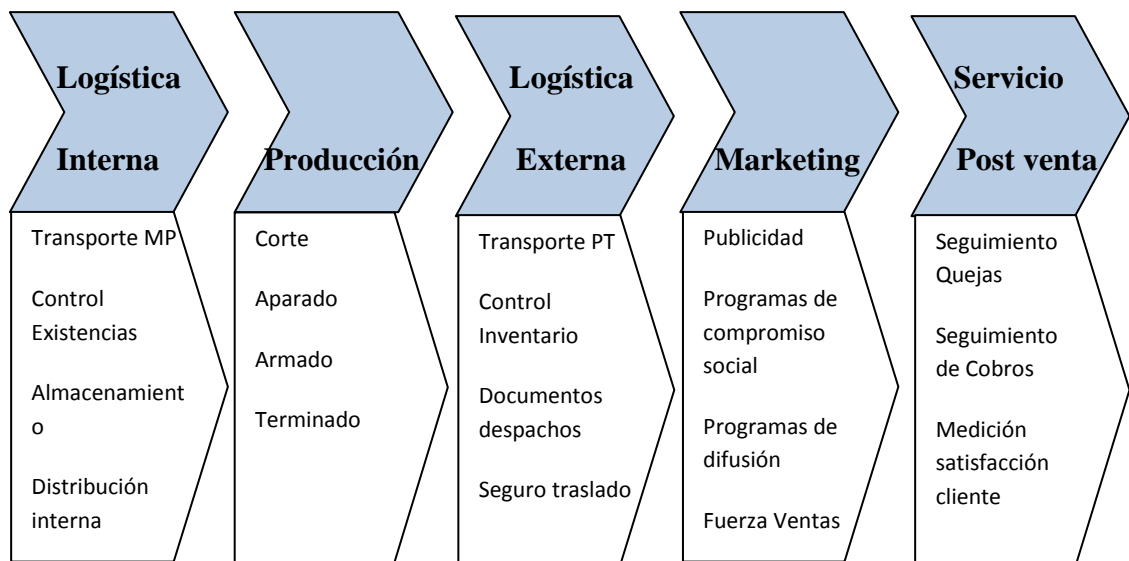 Logística
Interna
Transporte MP
Control
Existencias
Almacenamient
o
Distribución
interna
Producción
Corte
Aparado
Armado
Terminado
Logística
Externa
Transporte PT
Control
Inventario
Documentos
despachos
Seguro traslado
Marketing
Publicidad
Programas de
compromiso
social
Programas de
difusión
Fuerza Ventas
Servicio
Post venta
Seguimiento
Quejas
Seguimiento
de Cobros
Medición
satisfacción
cliente